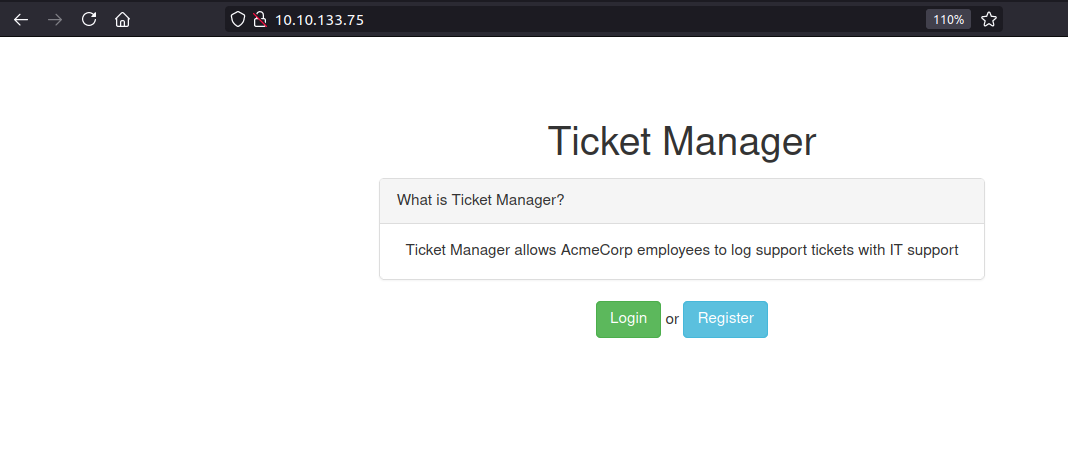 10.10.133.75 110%
Ticket Manager
What is Ticket Manager?
Ticket Manager allows AcmeCorp employees to log support tickets with IT support
Login or Register